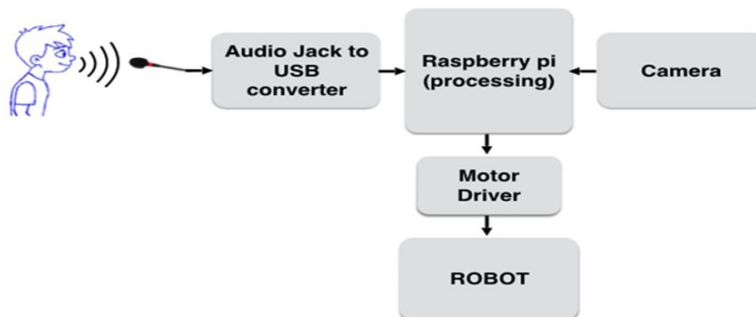 Audio Jack to
USB
converter
Raspberry pi
(processing)
Camera
Motor
Driver
ROBOT